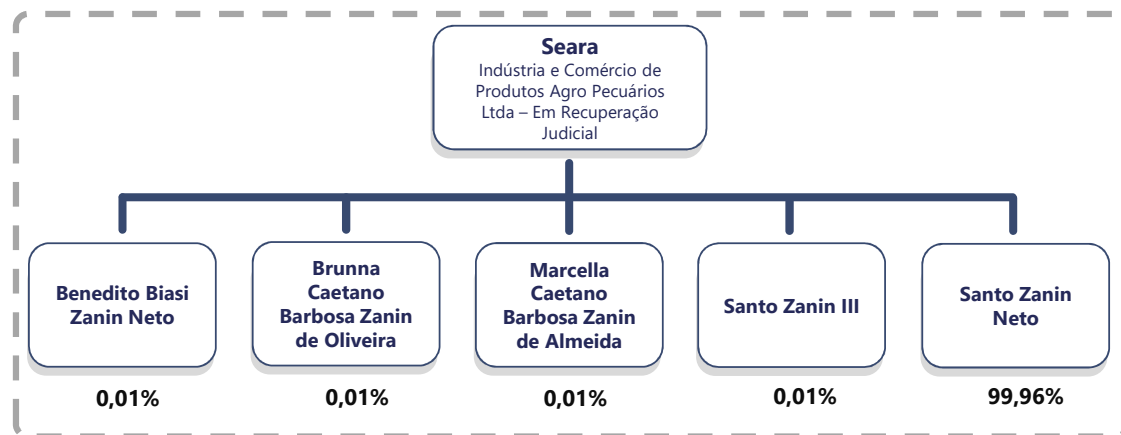 Seara
Indústria e Comércio de
Produtos Agro Pecuários
Ltda – Em Recuperação
Judicial
Benedito Biasi
Zanin Neto
Brunna
Caetano
Barbosa Zanin
de Oliveira
Marcella
Caetano
Barbosa Zanin
de Almeida
Santo Zanin III
Santo Zanin
Neto
0,01%
0,01%
0,01%
0,01%
99,96%